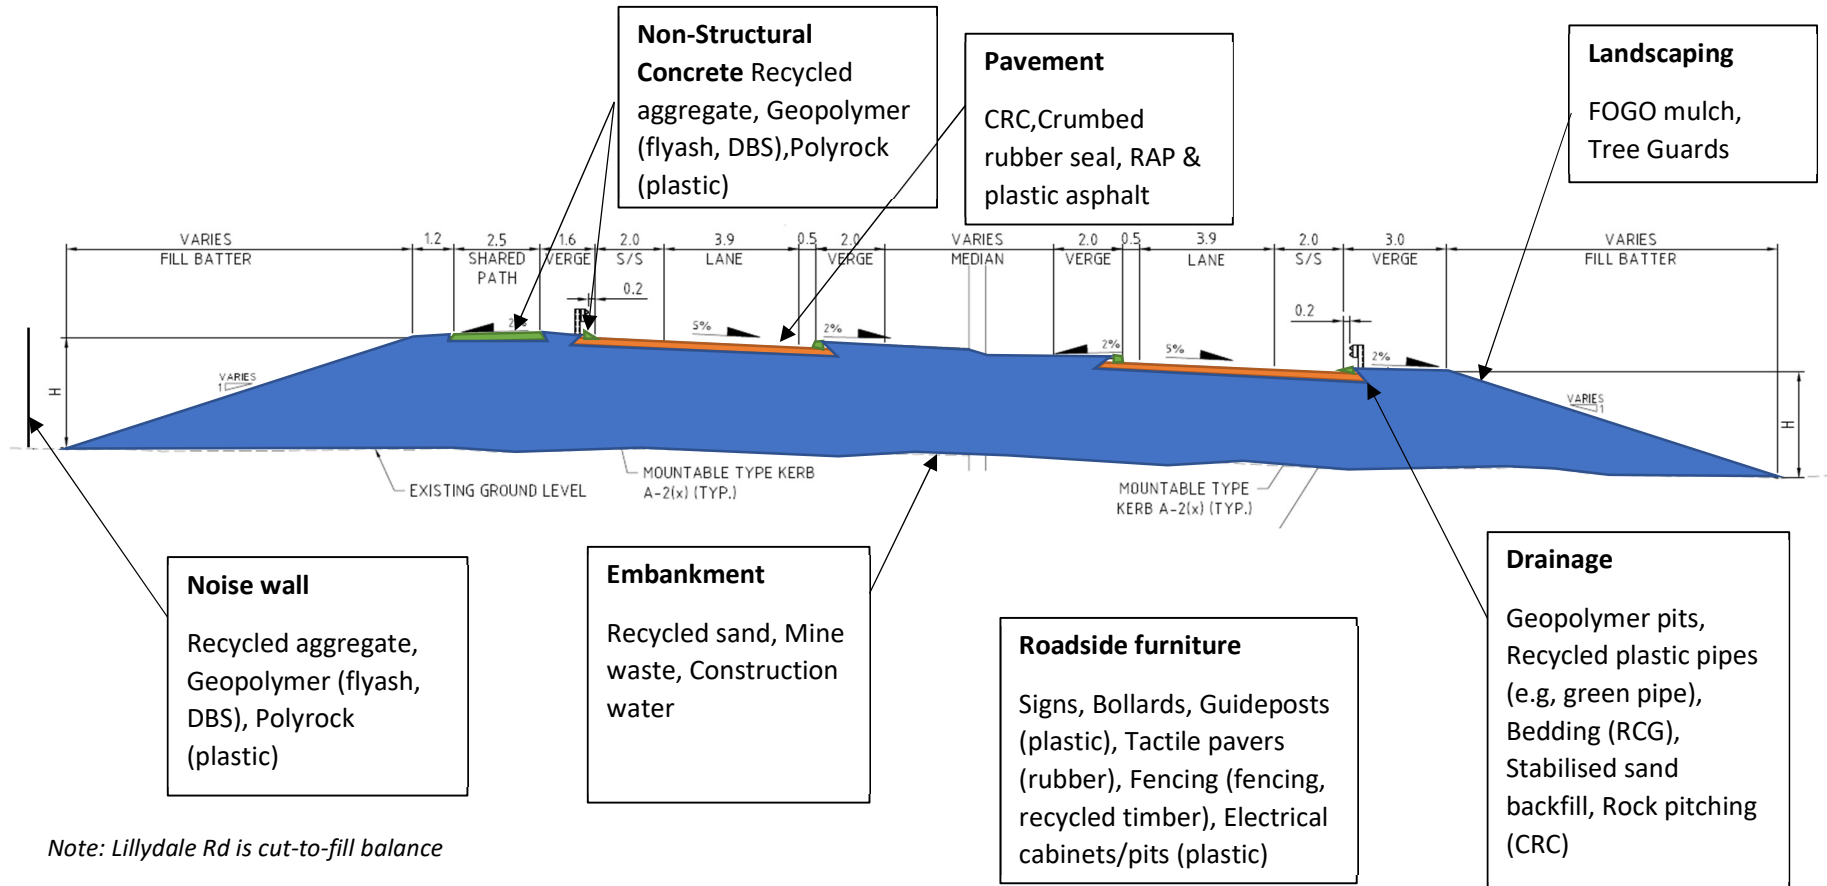 Non-Structural
Concrete Recycled
aggregate, Geopolymer
(flyash, DBS),Polyrock
(plastic)
Pavement
CRC,Crumbed
rubber seal, RAP &
plastic asphalt
Landscaping
FOGO mulch,
Tree Guards
VARIES
FILL BATTER
1.2
2.5
SHARED
PATH
1.6
VERGE
2.0
S/S
3.9
LANE
0.5
2.0
VERGE
VARIES
MEDIAN
2.0
VERGE
0.5
3.9
LANE
2.0
S/S
3.0
VERGE
VARIES
FILL BATTER
0.2
0.2
2%
5%
2%
2%
5%
2%
VARIES
1
H
VARIES
1
H
EXISTING GROUND LEVEL
MOUNTABLE TYPE KERB
A-2(x) (TYP.)
MOUNTABLE TYPE
KERB A-2(x) (TYP.)
Noise wall
Recycled aggregate,
Geopolymer (flyash,
DBS), Polyrock
(plastic)
Embankment
Recycled sand, Mine
waste, Construction
water
Roadside furniture
Signs, Bollards, Guideposts
(plastic), Tactile pavers
(rubber), Fencing (fencing,
recycled timber), Electrical
cabinets/pits (plastic)
Drainage
Geopolymer pits,
Recycled plastic pipes
(e.g, green pipe),
Bedding (RCG),
Stabilised sand
backfill, Rock pitching
(CRC)
Note: Lillydale Rd is cut-to-fill balance